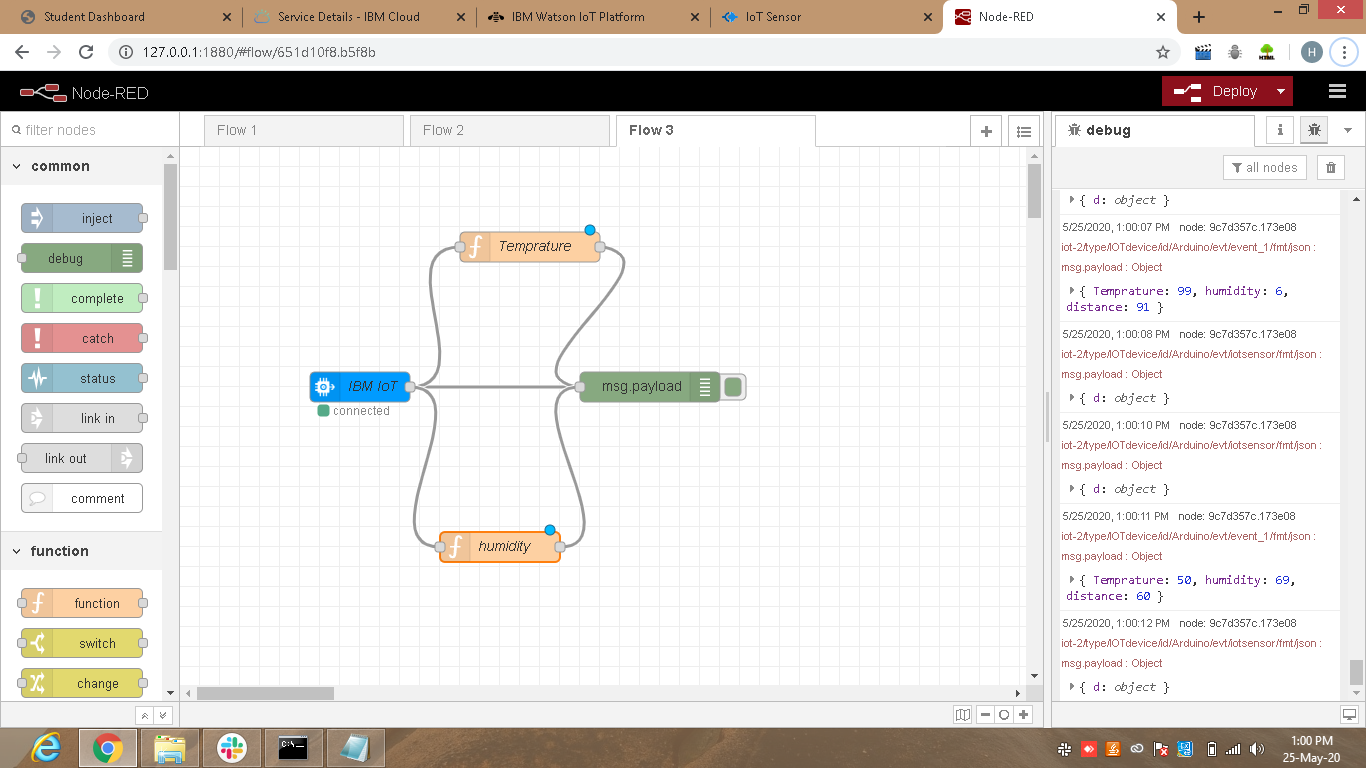 Student Dashboard
Service Details - IBM Cloud
IBM Watson IoT Platform
IoT Sensor
Node-RED
127.0.0.1:1880/#flow/651d10f8.b5f8b
HTML
H
Node-RED
Deploy
filter nodes
Flow 1
Flow 2
Flow 3
debug
i
all nodes
common
inject
debug
complete
catch
status
link in
link out
comment
function
function
switch
change
Temprature
IBM IoT
connected
msg.payload
humidity
{ d: object }
5/25/2020, 1:00:07 PM node: 9c7d357c.173e08
iot-2/type/IOTdevice/id/Arduino/evt/event_1/fmt/json :
msg.payload : Object
{ Temprature: 99, humidity: 6,
distance: 91 }
5/25/2020, 1:00:08 PM node: 9c7d357c.173e08
iot-2/type/IOTdevice/id/Arduino/evt/iotsensor/fmt/json :
msg.payload : Object
{ d: object }
5/25/2020, 1:00:10 PM node: 9c7d357c.173e08
iot-2/type/IOTdevice/id/Arduino/evt/iotsensor/fmt/json :
msg.payload : Object
{ d: object }
5/25/2020, 1:00:11 PM node: 9c7d357c.173e08
iot-2/type/IOTdevice/id/Arduino/evt/event_1/fmt/json :
msg.payload : Object
{ Temprature: 50, humidity: 69,
distance: 60 }
5/25/2020, 1:00:12 PM node: 9c7d357c.173e08
iot-2/type/IOTdevice/id/Arduino/evt/iotsensor/fmt/json :
msg.payload : Object
{ d: object }
1:00 PM
25-May-20